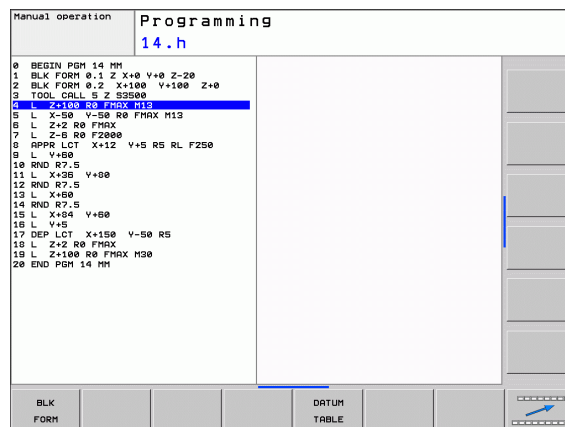 Manual operation
Programming
14.h
0 BEGIN PGM 14 MM
1 BLK FORM 0.1 Z X+0 Y+0 Z-20
2 BLK FORM 0.2 X+100 Y+100 Z+0
3 TOOL CALL 5 Z S3500
4 L Z+100 R0 FMAX M13
5 L X-50 Y-50 R0 FMAX M13
6 L Z+2 R0 FMAX
7 L Z-6 R0 F2000
8 APPR LCT X+12 Y+5 R5 RL F250
9 L Y+60
10 RND R7.5
11 L X+36 Y+80
12 RND R7.5
13 L X+60
14 RND R7.5
15 L X+84 Y+60
16 L Y+5
17 DEP LCT X+150 Y-50 R5
18 L Z+2 R0 FMAX
19 L Z+100 R0 FMAX M30
20 END PGM 14 MM
BLK FORM
DATUM TABLE